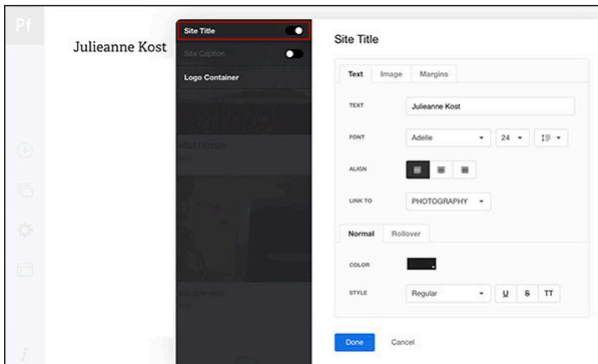 Pf
Julieanne Kost
Site Title
Site Caption
Logo Container
Site Title
Text Image Margins
TEXT Julieanne Kost
FONT Adelle 24
ALIGN
LINK TO PHOTOGRAPHY
Normal Rollover
COLOR
STYLE Regular U S TT
Done Cancel
i